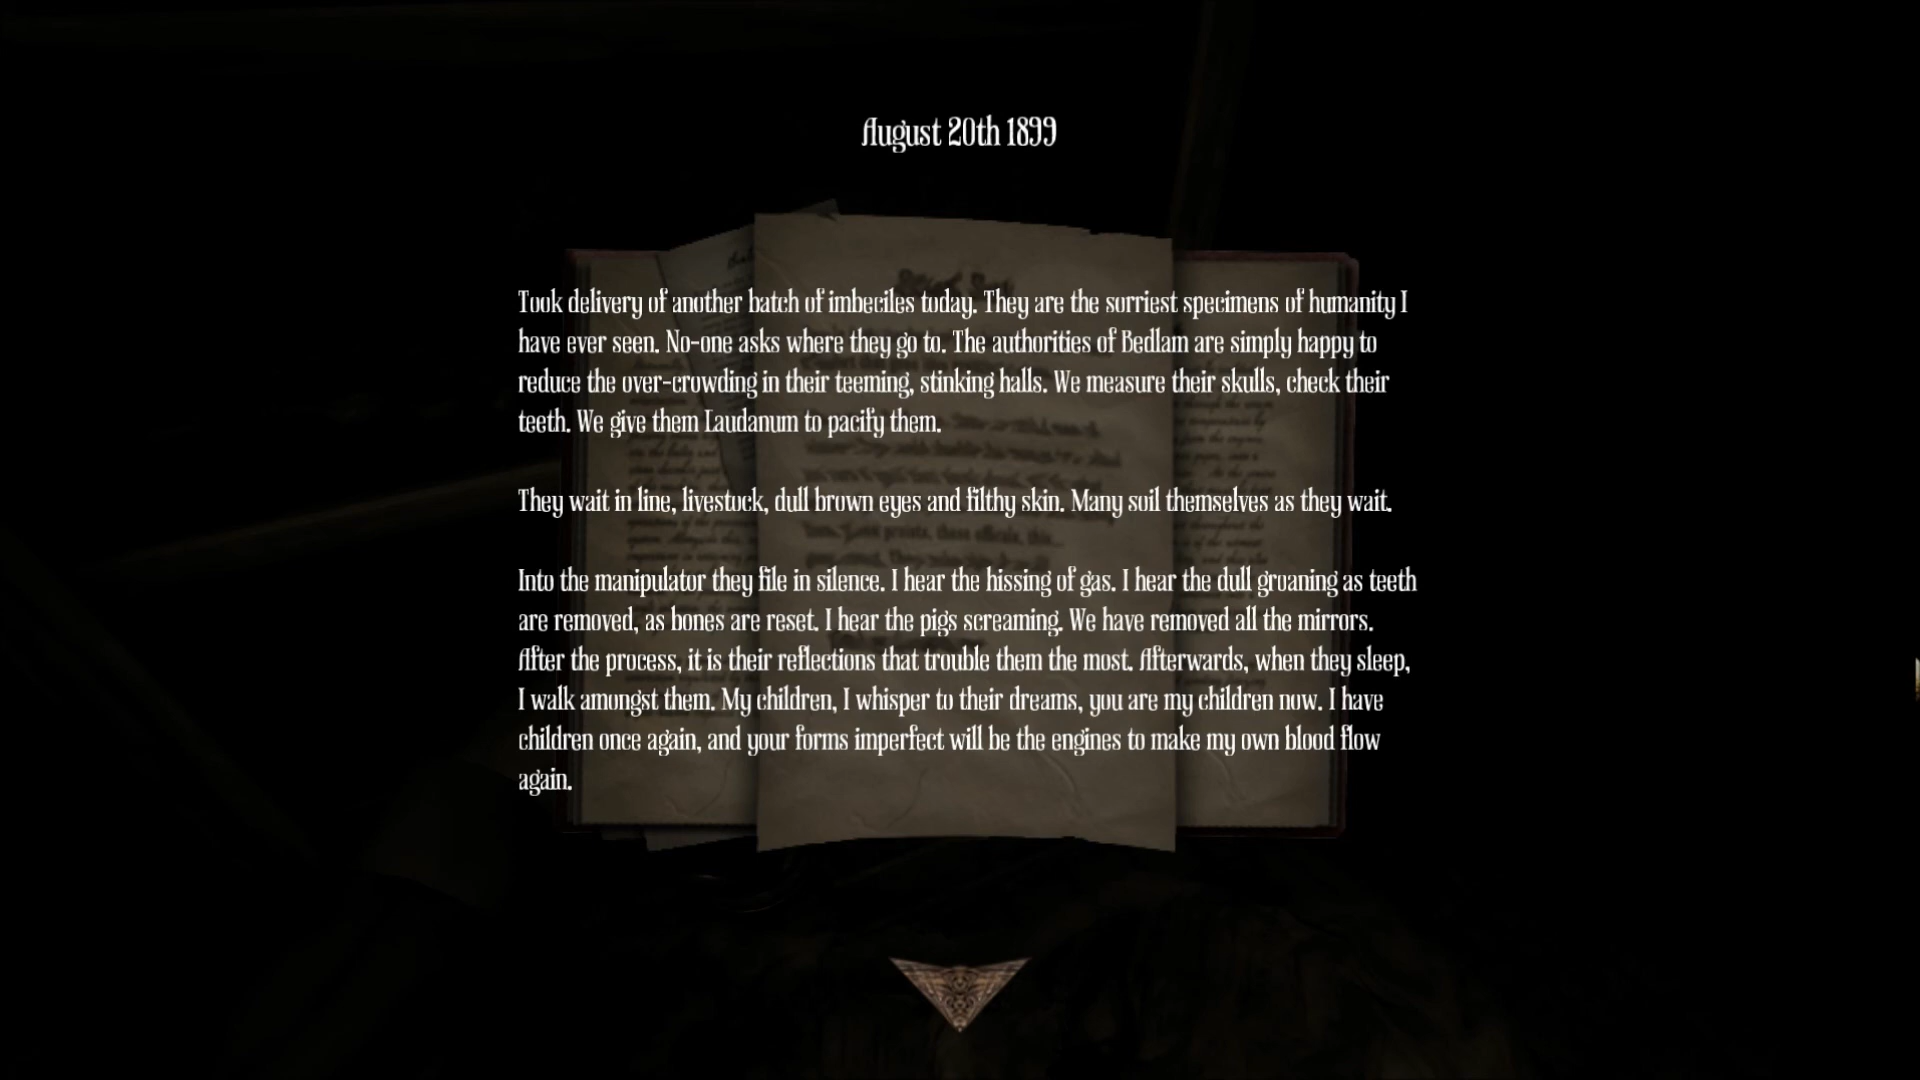 August 20th 1899
Took delivery of another batch of imbeciles today. They are the sorriest specimens of humanity I
have ever seen. No-one asks where they go to. The authorities of Bedlam are simply happy to
reduce the over-crowding in their teeming, stinking halls. We measure their skulls, check their
teeth. We give them Laudanum to pacify them.
They wait in line, livestock, dull brown eyes and filthy skin. Many soil themselves as they wait.
Into the manipulator they file in silence. I hear the hissing of gas. I hear the dull groaning as teeth
are removed, as bones are reset. I hear the pigs screaming. We have removed all the mirrors.
After the process, it is their reflections that trouble them the most. Afterwards, when they sleep,
I walk amongst them. My children, I whisper to their dreams, you are my children now. I have
children once again, and your forms imperfect will be the engines to make my own blood flow
again.